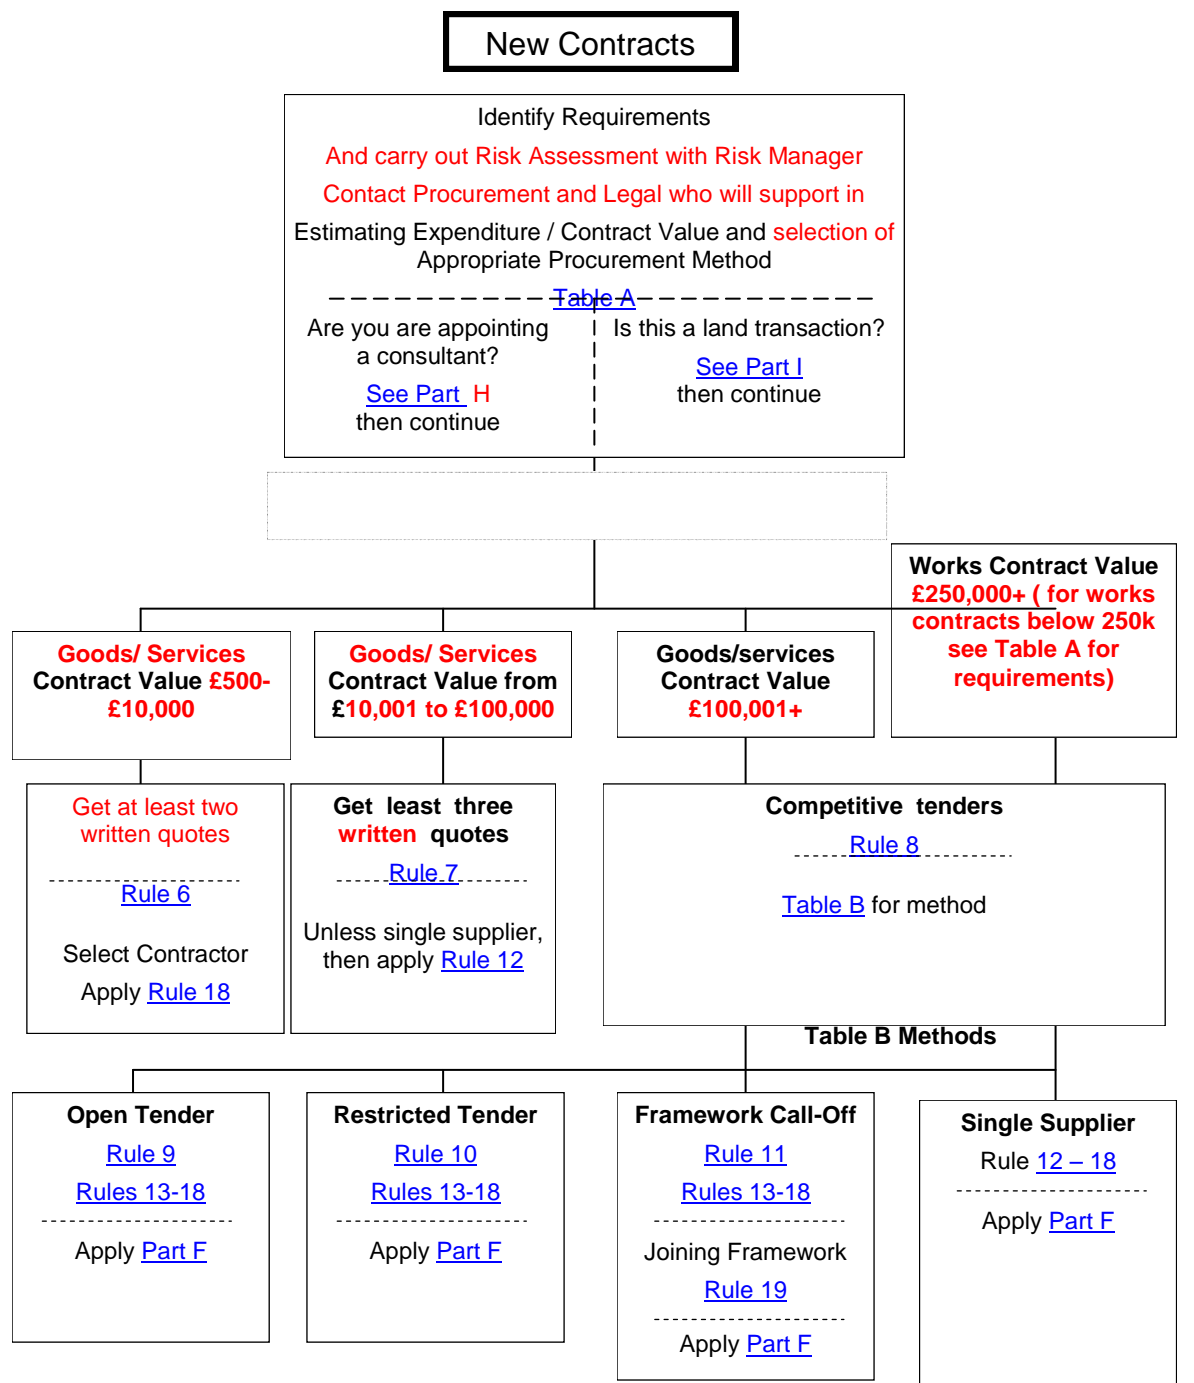 New Contracts
Identify Requirements
And carry out Risk Assessment with Risk Manager
Contact Procurement and Legal who will support in
Estimating Expenditure / Contract Value and selection of
Appropriate Procurement Method
Table A
Are you are appointing
a consultant?
See Part H
then continue
Is this a land transaction?
See Part I
then continue
Goods/ Services
Contract Value £500-
£10,000
Goods/ Services
Contract Value from
£10,001 to £100,000
Goods/services
Contract Value
£100,001+
Works Contract Value
£250,000+ ( for works
contracts below 250k
see Table A for
requirements)
Get at least two
written quotes
Rule 6
Select Contractor
Apply Rule 18
Get least three
written quotes
Rule 7
Unless single supplier,
then apply Rule 12
Competitive tenders
Rule 8
Table B for method
Table B Methods
Open Tender
Rule 9
Rules 13-18
Apply Part F
Restricted Tender
Rule 10
Rules 13-18
Apply Part F
Framework Call-Off
Rule 11
Rules 13-18
Joining Framework
Rule 19
Apply Part F
Single Supplier
Rule 12 – 18
Apply Part F